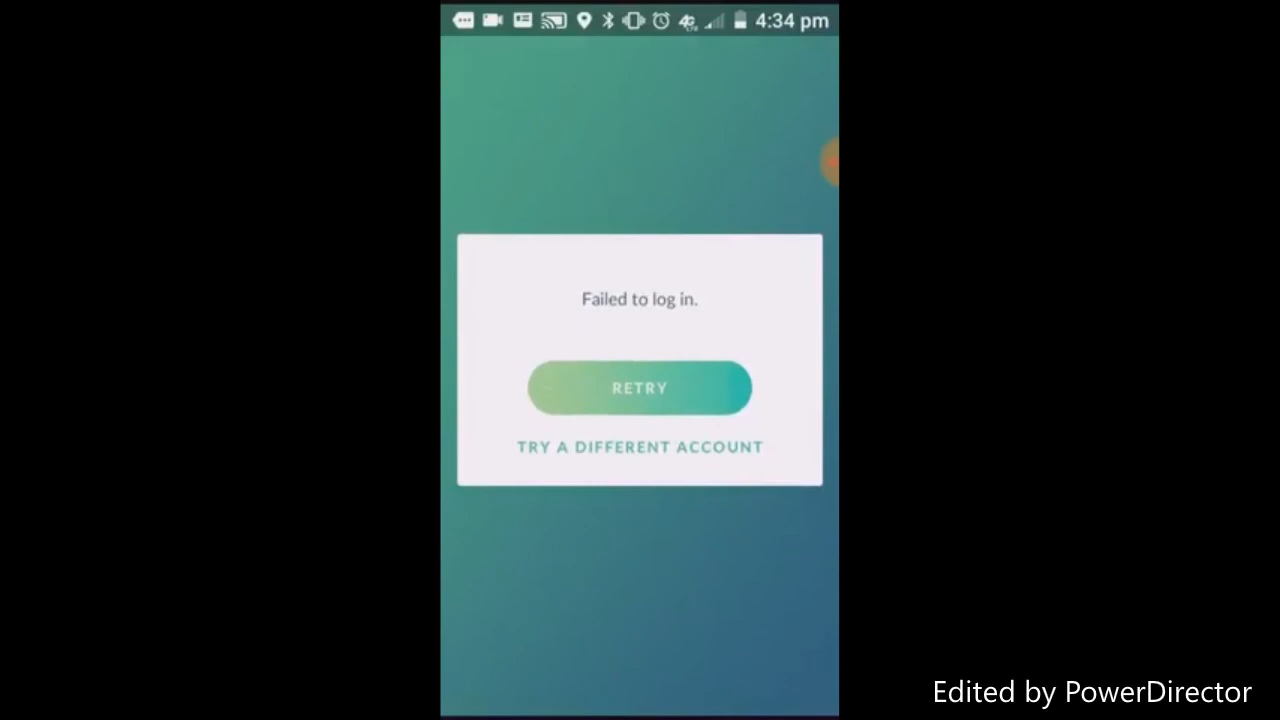 4:34 pm
Failed to log in.
RETRY
TRY A DIFFERENT ACCOUNT
Edited by PowerDirector